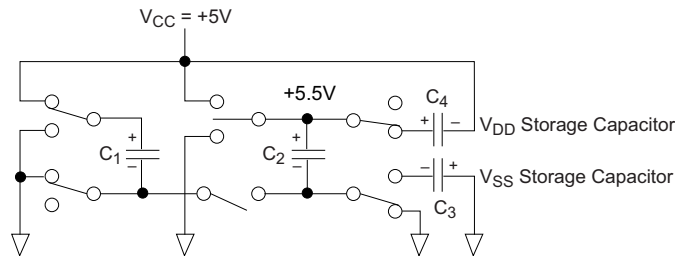 V_CC = +5V
+5.5V
C_4
+ –
V_DD Storage Capacitor
+
C_1
–
+
C_2
–
– +
V_SS Storage Capacitor
C_3